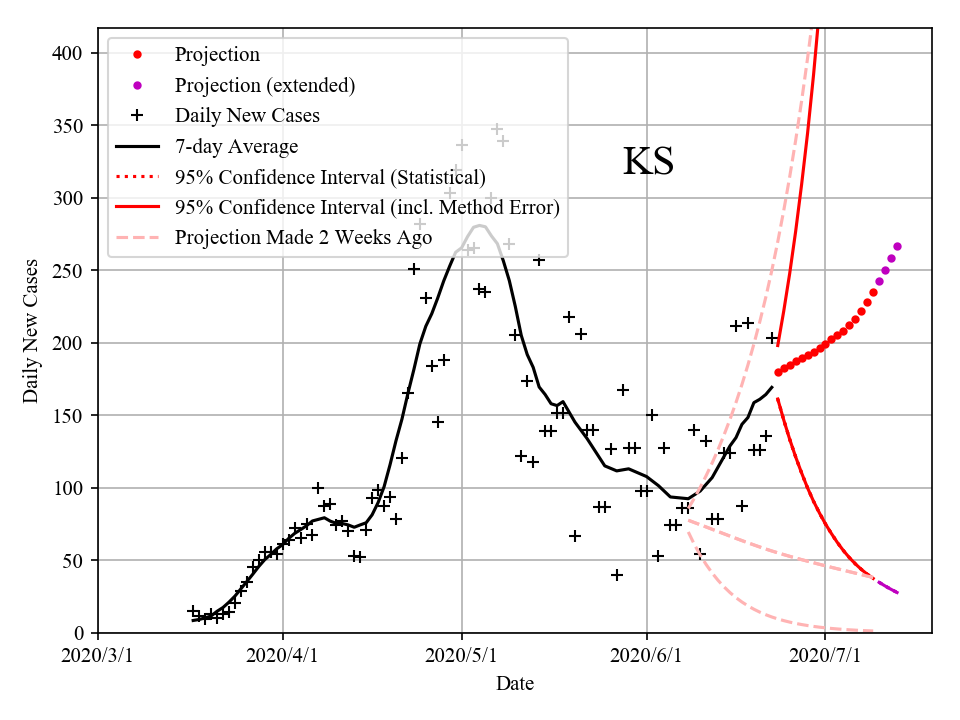 400
350
300
250
200
150
100
50
0
Daily New Cases
Projection
Projection (extended)
Daily New Cases
7-day Average
95% Confidence Interval (Statistical)
95% Confidence Interval (incl. Method Error)
Projection Made 2 Weeks Ago
KS
2020/3/1 2020/4/1 2020/5/1 2020/6/1 2020/7/1
Date